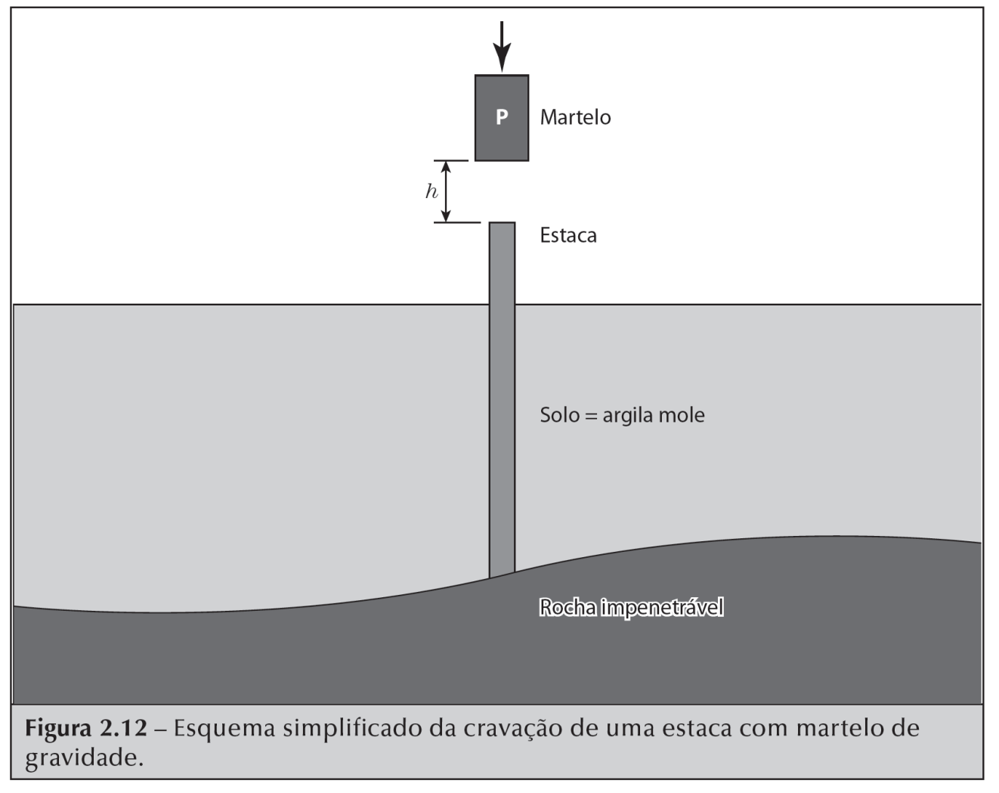 P
Martelo
h
Estaca
Solo = argila mole
Rocha impenetrável
Figura 2.12 – Esquema simplificado da cravação de uma estaca com martelo de
gravidade.